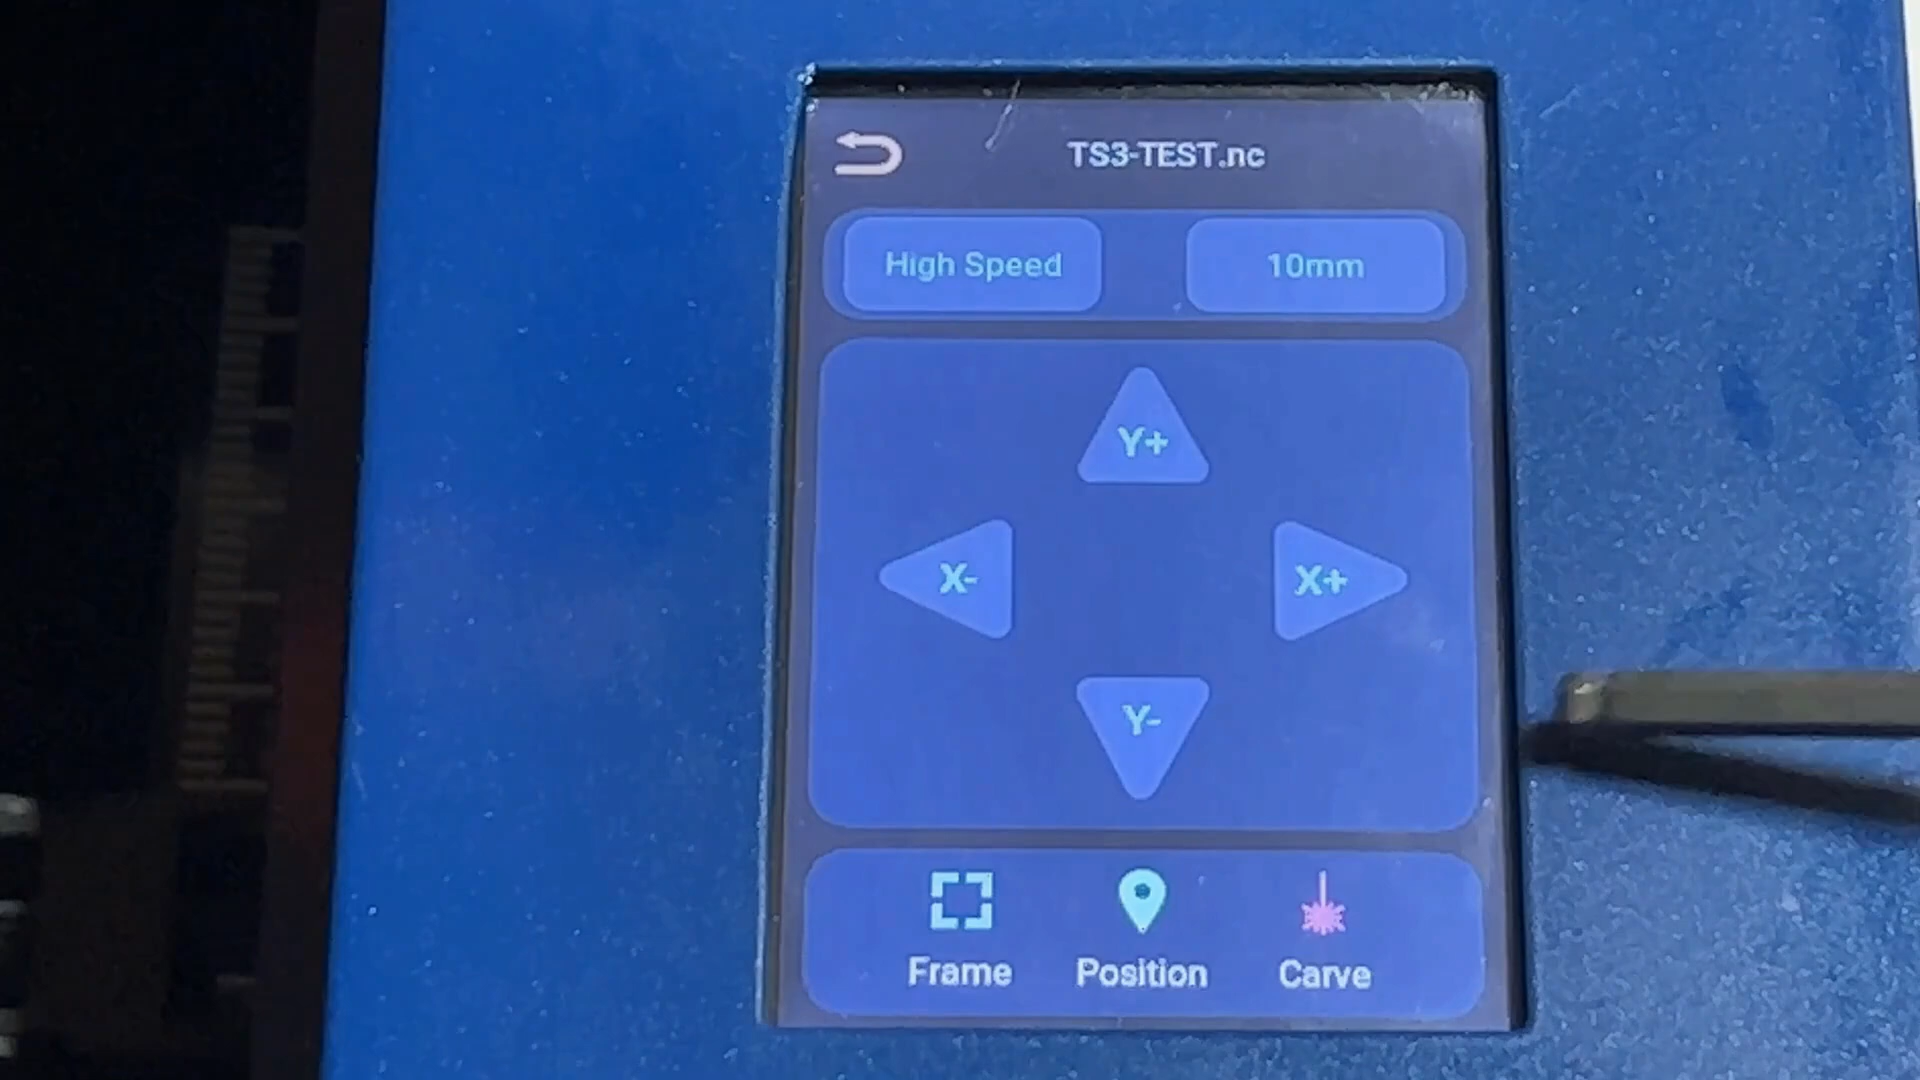 TS3-TEST.nc
High Speed 10mm
Y+
X- X+
Y-
Frame Position Carve